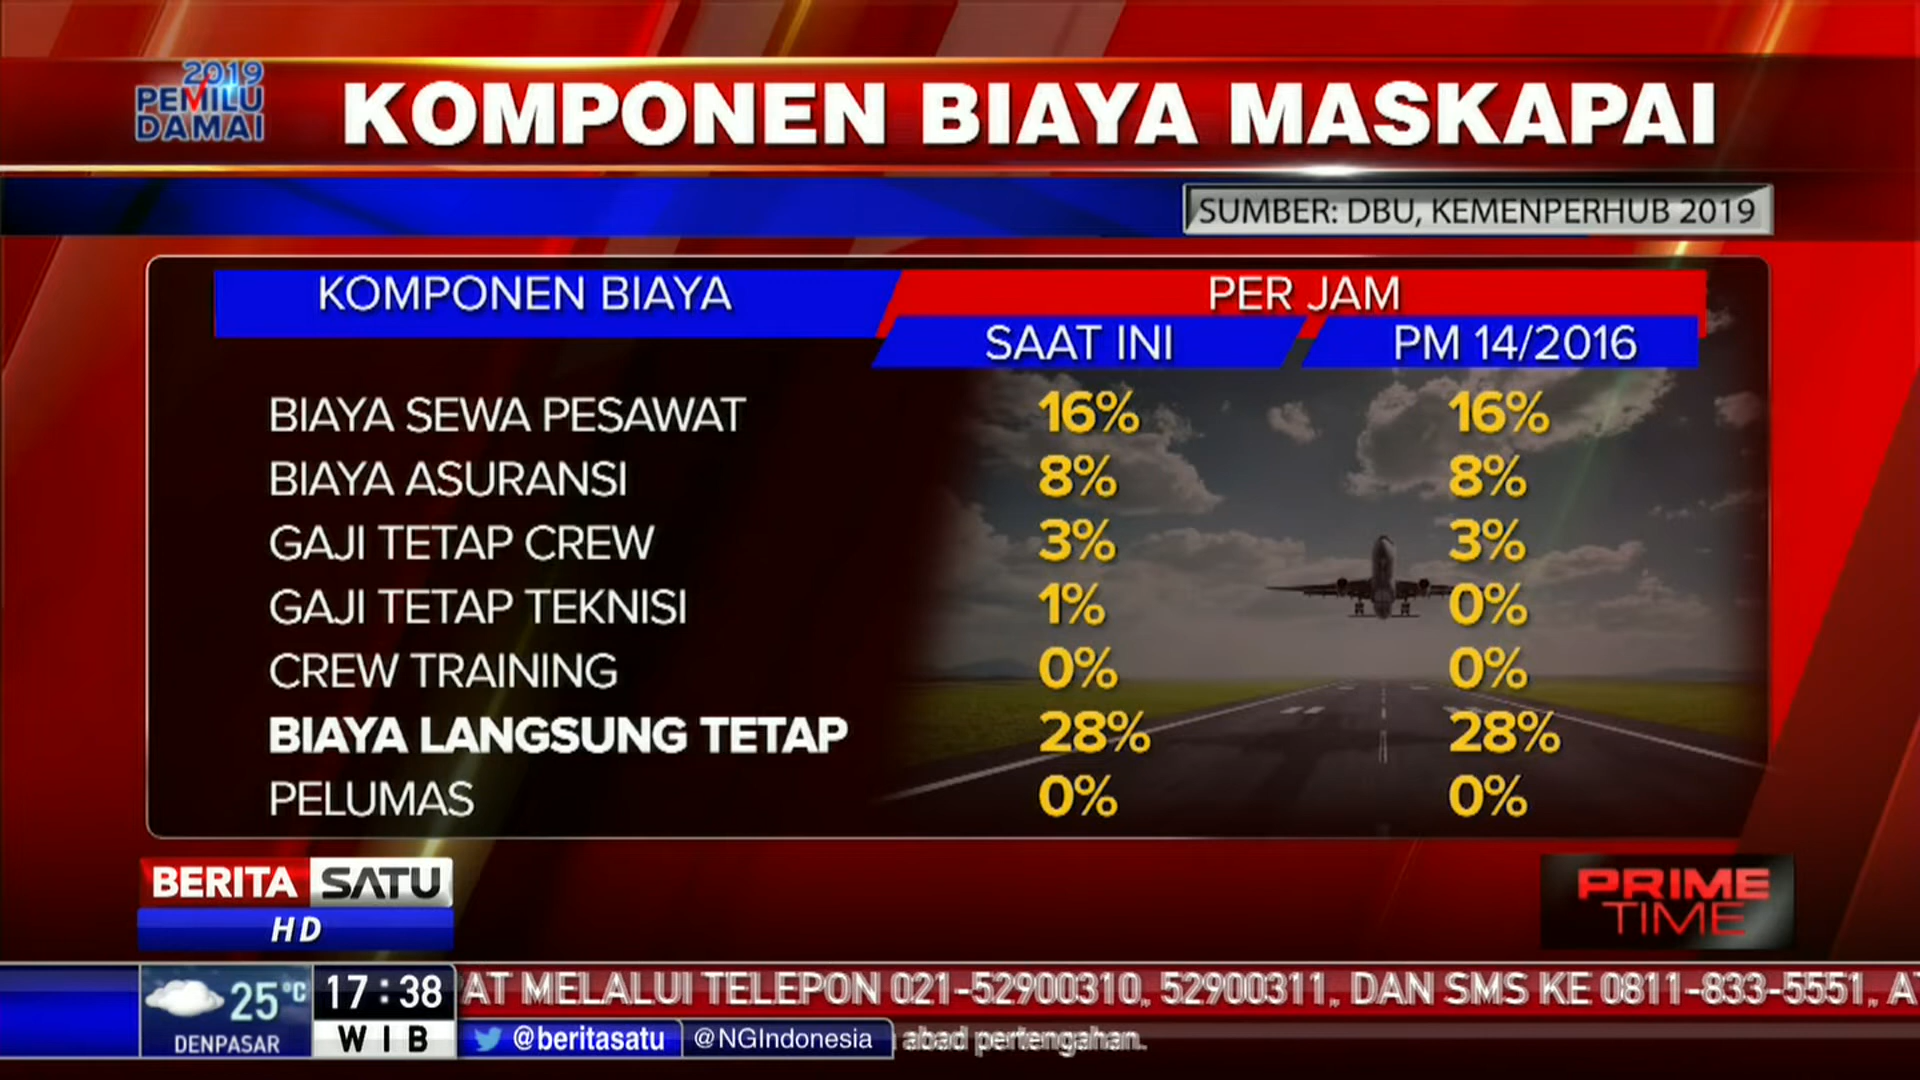 2019
PEMILU
DAMAI
KOMPONEN BIAYA MASKAPAI
SUMBER: DBU, KEMENPERHUB 2019
KOMPONEN BIAYA
PER JAM
SAAT INI
PM 14/2016
BIAYA SEWA PESAWAT 16% 16%
BIAYA ASURANSI 8% 8%
GAJI TETAP CREW 3% 3%
GAJI TETAP TEKNISI 1% 0%
CREW TRAINING 0% 0%
BIAYA LANGSUNG TETAP 28% 28%
PELUMAS 0% 0%
BERITA SATU
HD
PRIME
TIME
25°C
DENPASAR
17:38
WIB
AT MELALUI TELEPON 021-52900310, 52900311, DAN SMS KE 0811-833-5551, A
@beritasatu
@NGIndonesia
abad pertengahan.